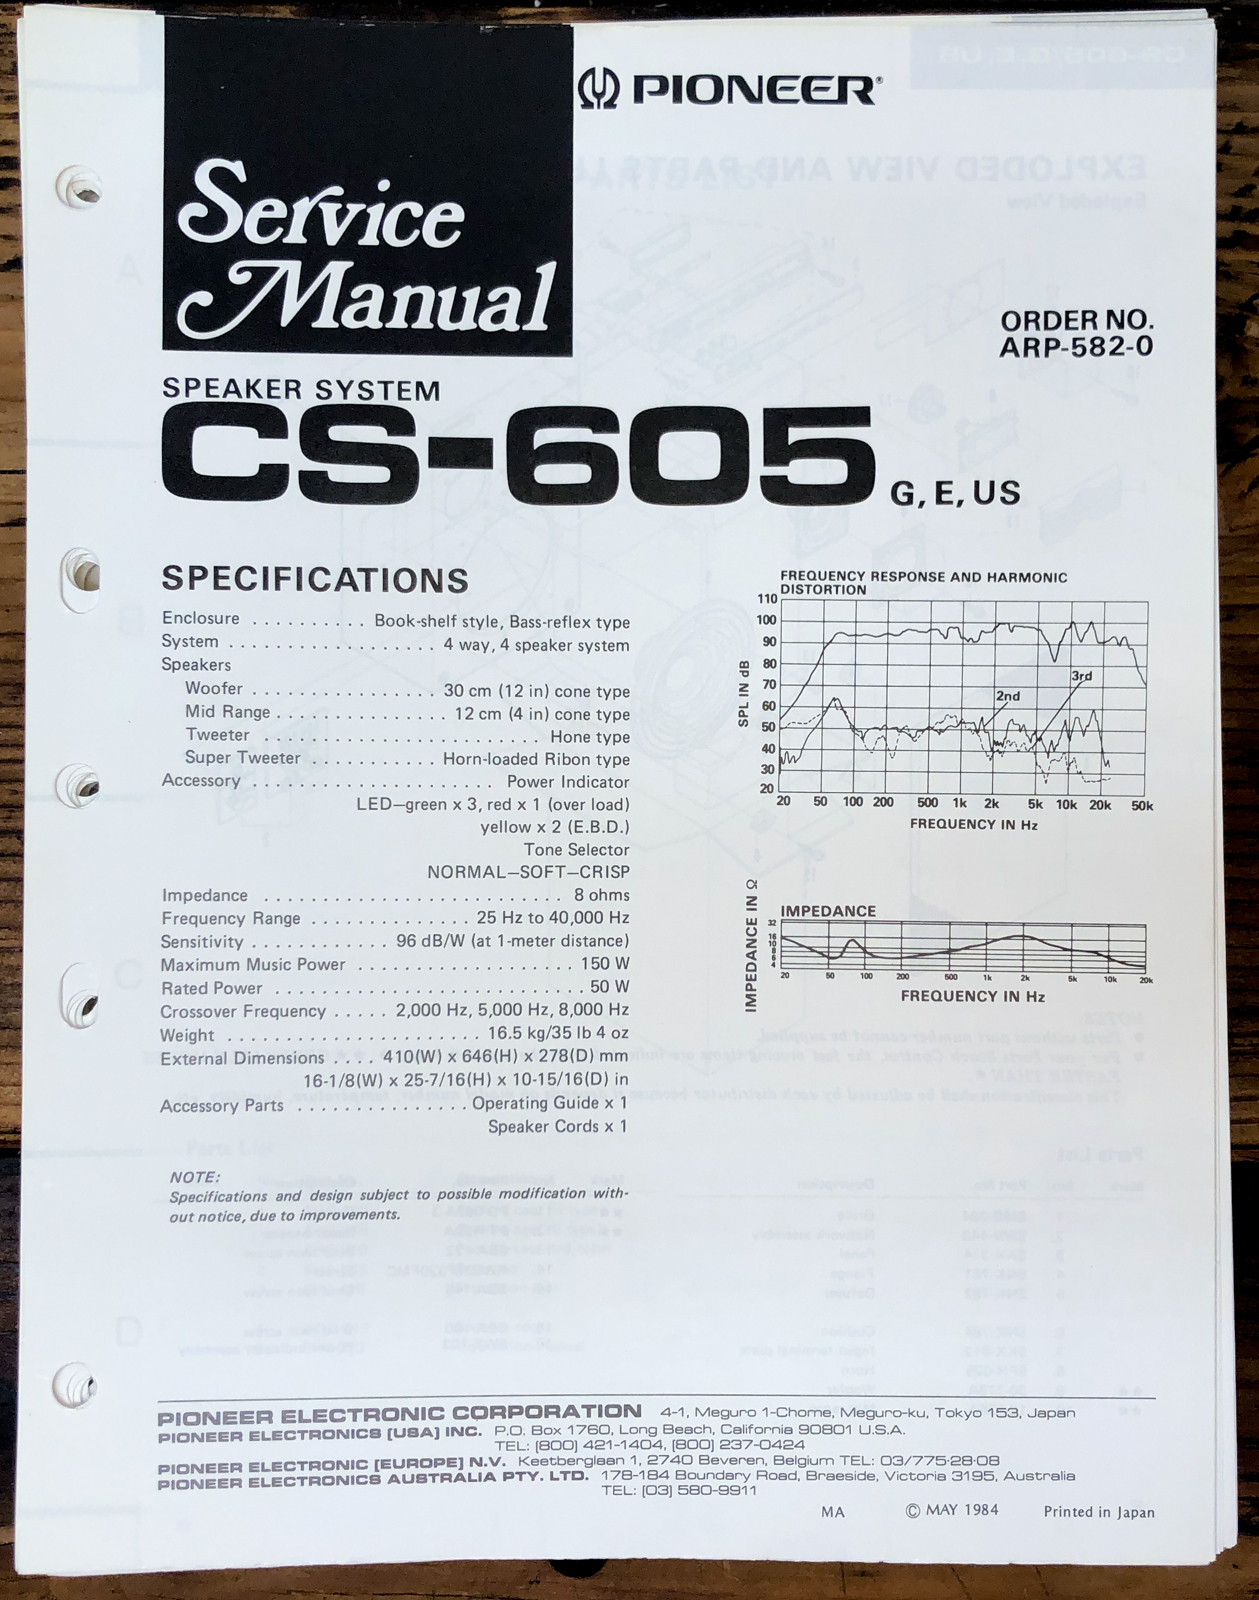 PIONEER®
Service
Manual
ORDER NO.
ARP-582-0
SPEAKER SYSTEM
CS-605 G, E, US
SPECIFICATIONS
Enclosure . . . . . . . . . . Book-shelf style, Bass-reflex type
System . . . . . . . . . . . . . . . . . . 4 way, 4 speaker system
Speakers
Woofer . . . . . . . . . . . . . . . . 30 cm (12 in) cone type
Mid Range . . . . . . . . . . . . . . . 12 cm (4 in) cone type
Tweeter . . . . . . . . . . . . . . . . . . . . . . . . . . Hone type
Super Tweeter . . . . . . . . . . . Horn-loaded Ribon type
Accessory . . . . . . . . . . . . . . . . . . . . . . . Power Indicator
LED—green x 3, red x 1 (over load)
yellow x 2 (E.B.D.)
Tone Selector
NORMAL—SOFT—CRISP
Impedance . . . . . . . . . . . . . . . . . . . . . . . . . . 8 ohms
Frequency Range . . . . . . . . . . . . . . . 25 Hz to 40,000 Hz
Sensitivity . . . . . . . . . . . . 96 dB/W (at 1-meter distance)
Maximum Music Power . . . . . . . . . . . . . . . . . . . . 150 W
Rated Power . . . . . . . . . . . . . . . . . . . . . . . . . . . . 50 W
Crossover Frequency . . . . . 2,000 Hz, 5,000 Hz, 8,000 Hz
Weight . . . . . . . . . . . . . . . . . . . . . . . 16.5 kg/35 lb 4 oz
External Dimensions . . . . 410(W) x 646(H) x 278(D) mm
16-1/8(W) x 25-7/16(H) x 10-15/16(D) in
Accessory Parts . . . . . . . . . . . . . . . Operating Guide x 1
Speaker Cords x 1
NOTE:
Specifications and design subject to possible modification with-
out notice, due to improvements.
FREQUENCY RESPONSE AND HARMONIC
DISTORTION
110
100
90
80
70
60
50
40
30
20
SPL IN dB
3rd
2nd
20 50 100 200 500 1k 2k 5k 10k 20k 50k
FREQUENCY IN Hz
IMPEDANCE
IMPEDANCE IN Ω
32
16
10
8
6
4
20 50 100 200 500 1k 2k 5k 10k 20k
FREQUENCY IN Hz
PIONEER ELECTRONIC CORPORATION 4-1, Meguro 1-Chome, Meguro-ku, Tokyo 153, Japan
PIONEER ELECTRONICS [USA] INC. P.O. Box 1760, Long Beach, California 90801 U.S.A.
TEL: [800] 421-1404, [800] 237-0424
PIONEER ELECTRONIC [EUROPE] N.V. Keetberglaan 1, 2740 Beveren, Belgium TEL: 03/775·28·08
PIONEER ELECTRONICS AUSTRALIA PTY. LTD. 178-184 Boundary Road, Braeside, Victoria 3195, Australia
TEL: [03] 580-9911
MA © MAY 1984 Printed in Japan